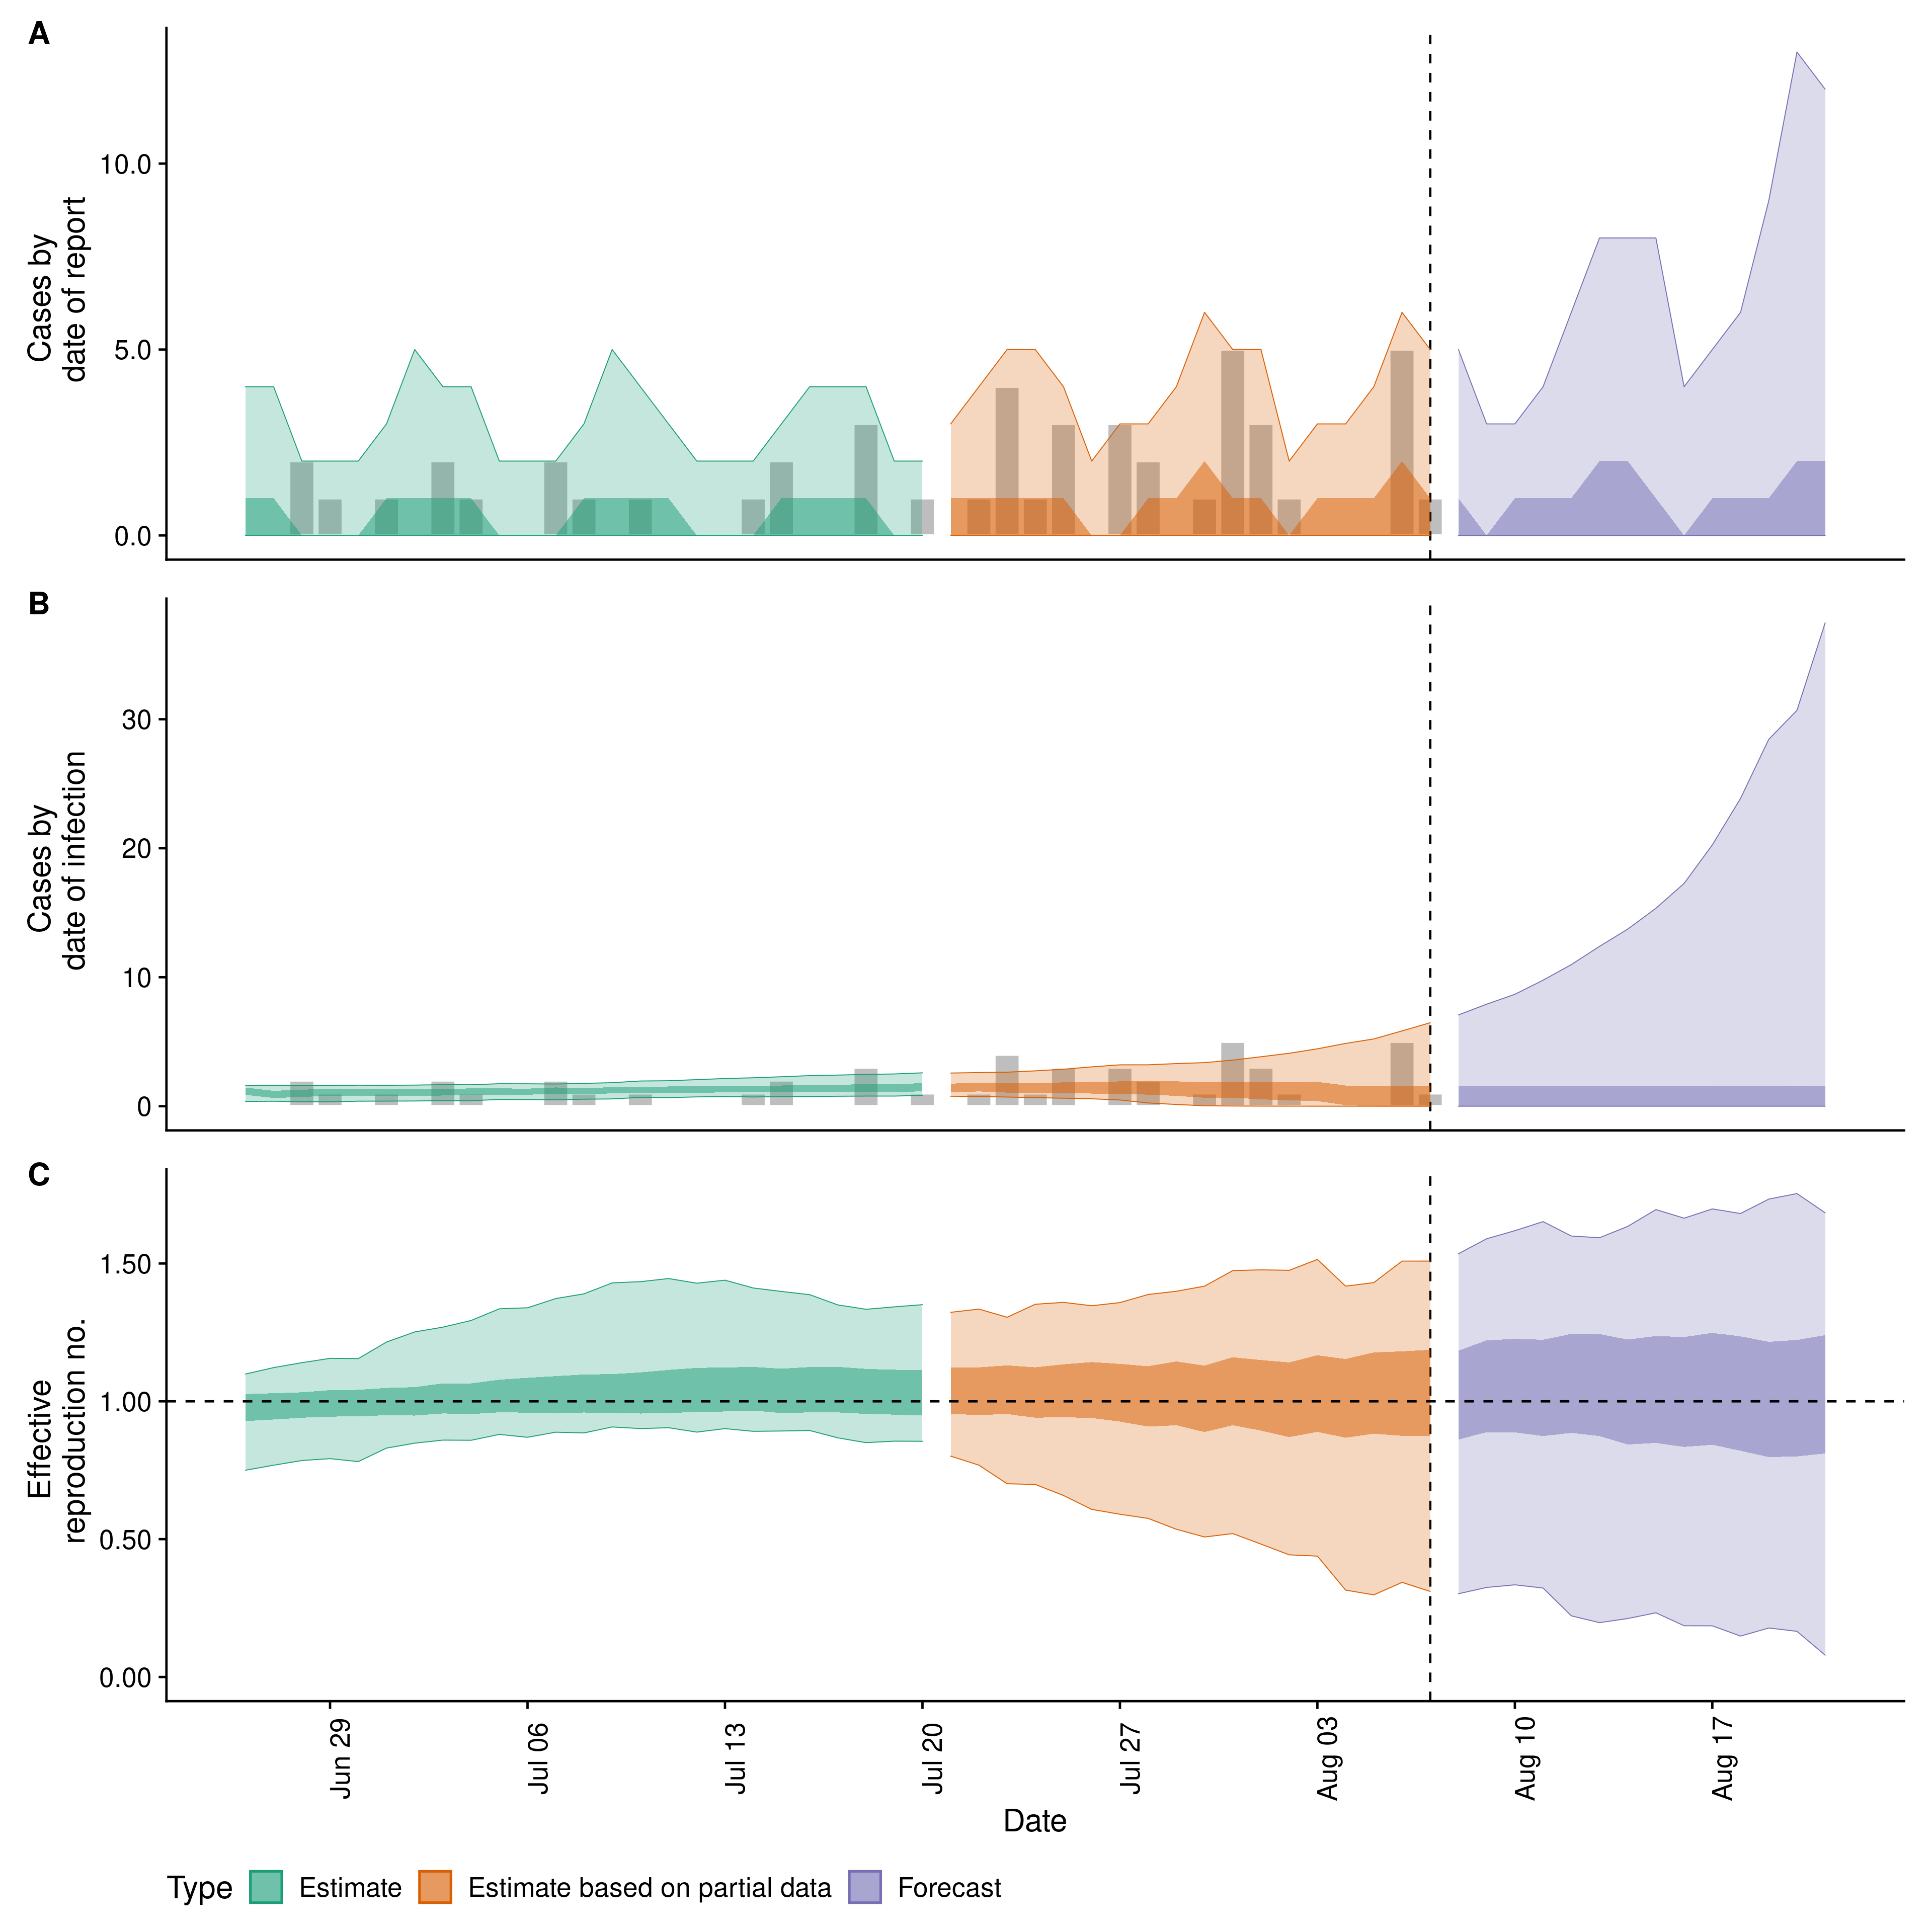 A
Cases by
date of report
10.0
5.0
0.0
B
Cases by
date of infection
30
20
10
0
C
Effective
reproduction no.
1.50
1.00
0.50
0.00
Jun 29
Jul 06
Jul 13
Jul 20
Jul 27
Aug 03
Aug 10
Aug 17
Date
Type Estimate Estimate based on partial data Forecast